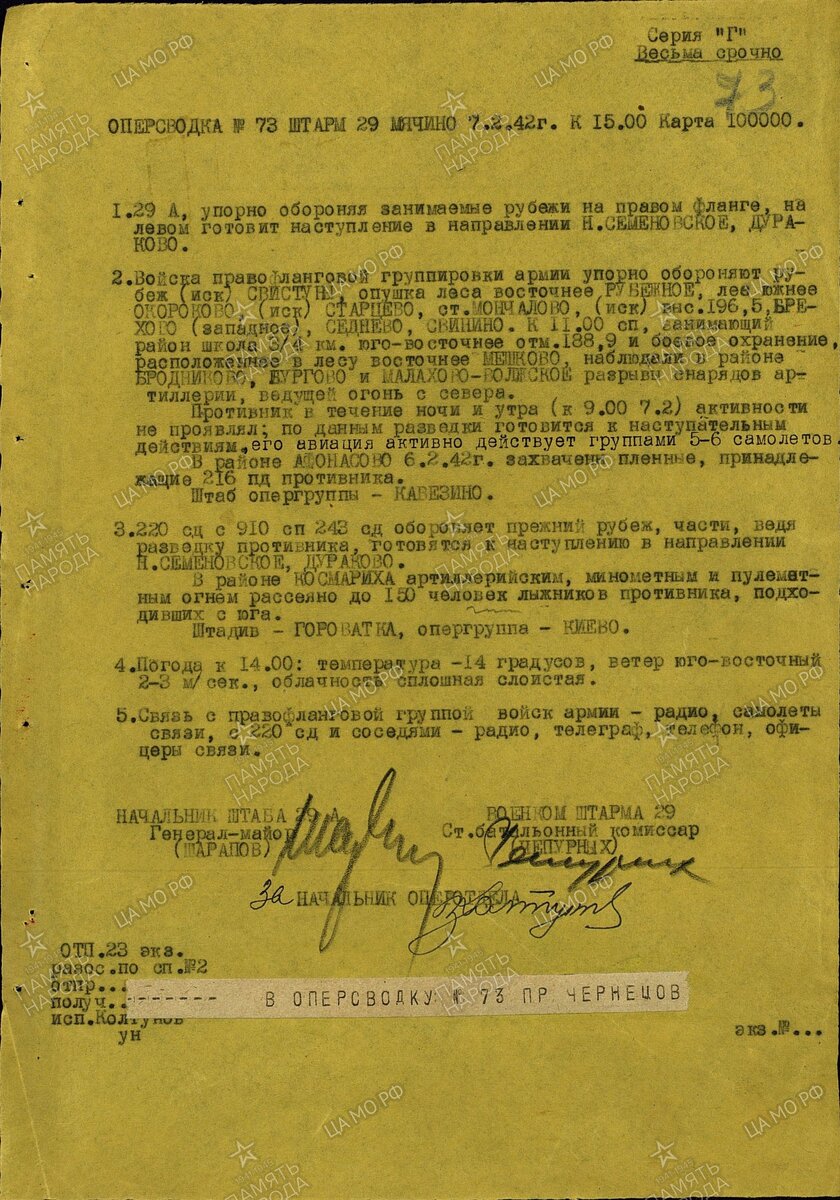 Серия "Г"
Весьма срочно
73
ОПЕРСВОДКА № 73 ШТАРМ 29 МЯЧИНО 7.2.42г. К 15.00 Карта 100000.
1.29 А, упорно обороняя занимаемые рубежи на правом фланге, на
левом готовит наступление в направлении Н.СЕМЕНОВСКОЕ, ДУРА-
КОВО.
2.Войска правофланговой группировки армии упорно обороняют ру-
беж (иск) СВИСТУНЫ, опушка леса восточнее РУБЕЖНОЕ, лес южнее
ОКОРОКОВО, (иск) СТАРЦЕВО, ст.МОНЧАЛОВО, (иск) выс.196,5,БРЕ-
ХОВО (западнее), СЕДНЕВО, СВИНИНО. К 11.00 сп, занимающий
район школа 3/4 км. юго-восточнее отм.188,9 и боевое охранение,
расположенное в лесу восточнее МЕШКОВО, наблюдали в районе
БРОДНИКОВО, БУРГОВО и МАЛАХОВО-ВОЛЖСКОЕ разрывы снарядов ар-
тиллерии, ведущей огонь с севера.
Противник в течение ночи и утра (к 9.00 7.2) активности
не проявлял; по данным разведки готовится к наступательным
действиям,его авиация активно действует группами 5-6 самолетов.
В районе АФОНАСОВО 6.2.42г. захвачены пленные, принадле-
жащие 216 пд противника.
Штаб опергруппы - КАВЕЗИНО.
3.220 сд с 910 сп 243 сд обороняет прежний рубеж, части, ведя
разведку противника, готовятся к наступлению в направлении
Н.СЕМЕНОВСКОЕ, ДУРАКОВО.
В районе КОСМАРИХА артиллерийским, минометным и пулемет-
ным огнем рассеяно до 150 человек лыжников противника, подхо-
дивших с юга.
Штадив - ГОРОВАТКА, опергруппа - КИЕВО.
4.Погода к 14.00: температура -14 градусов, ветер юго-восточный
2-3 м/сек., облачность сплошная слоистая.
5.Связь с правофланговой группой войск армии - радио, самолеты
связи, с 220 сд и соседями - радио, телеграф, телефон, офи-
церы связи.
НАЧАЛЬНИК ШТАБА 29 А ВОЕНКОМ ШТАРМА 29
Генерал-майор Ст.батальонный комиссар
(ШАРАПОВ) (ЧЕПУРНЫХ)
за НАЧАЛЬНИК ОПЕРОТДЕЛА
ОТП.23 экз.
разос.по сп.№2
отпр...
получ..
------- В ОПЕРСВОДКУ № 73 ПР ЧЕРНЕЦОВ
исп.Колтунов
ун
экз.№...
ПАМЯТЬ НАРОДА
ЦА МО РФ